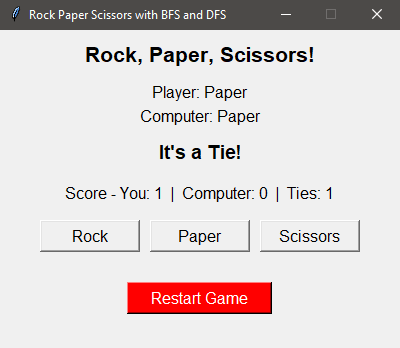 Rock Paper Scissors with BFS and DFS
Rock, Paper, Scissors!
Player: Paper
Computer: Paper
It's a Tie!
Score - You: 1 | Computer: 0 | Ties: 1
Rock Paper Scissors
Restart Game